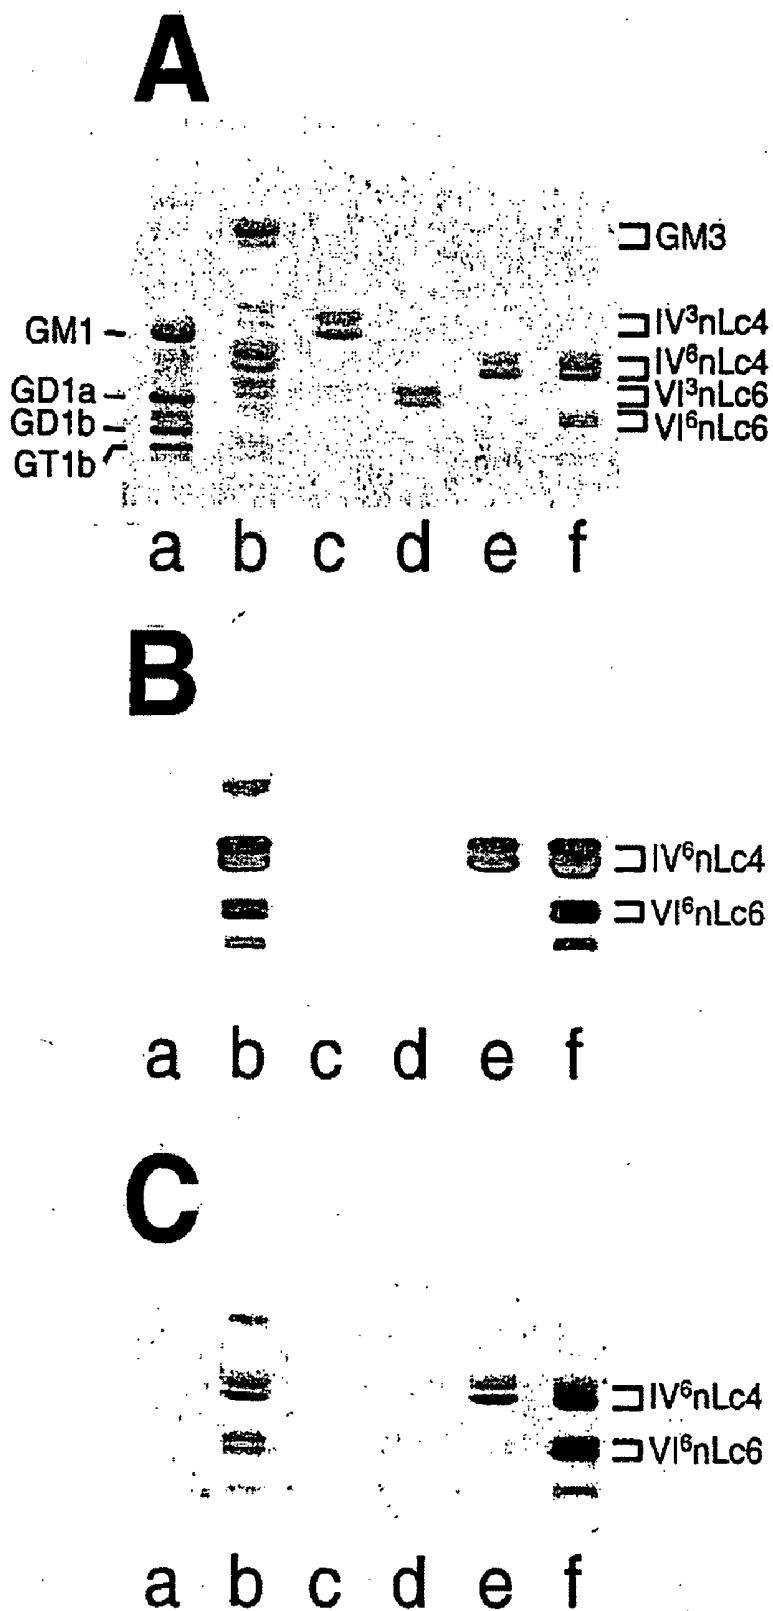 A
GM3
GM1
IV³nLc4
IV⁶nLc4
GD1a
VI³nLc6
GD1b
VI⁶nLc6
GT1b
a b c d e f
B
IV⁶nLc4
VI⁶nLc6
a b c d e f
C
IV⁶nLc4
VI⁶nLc6
a b c d e f